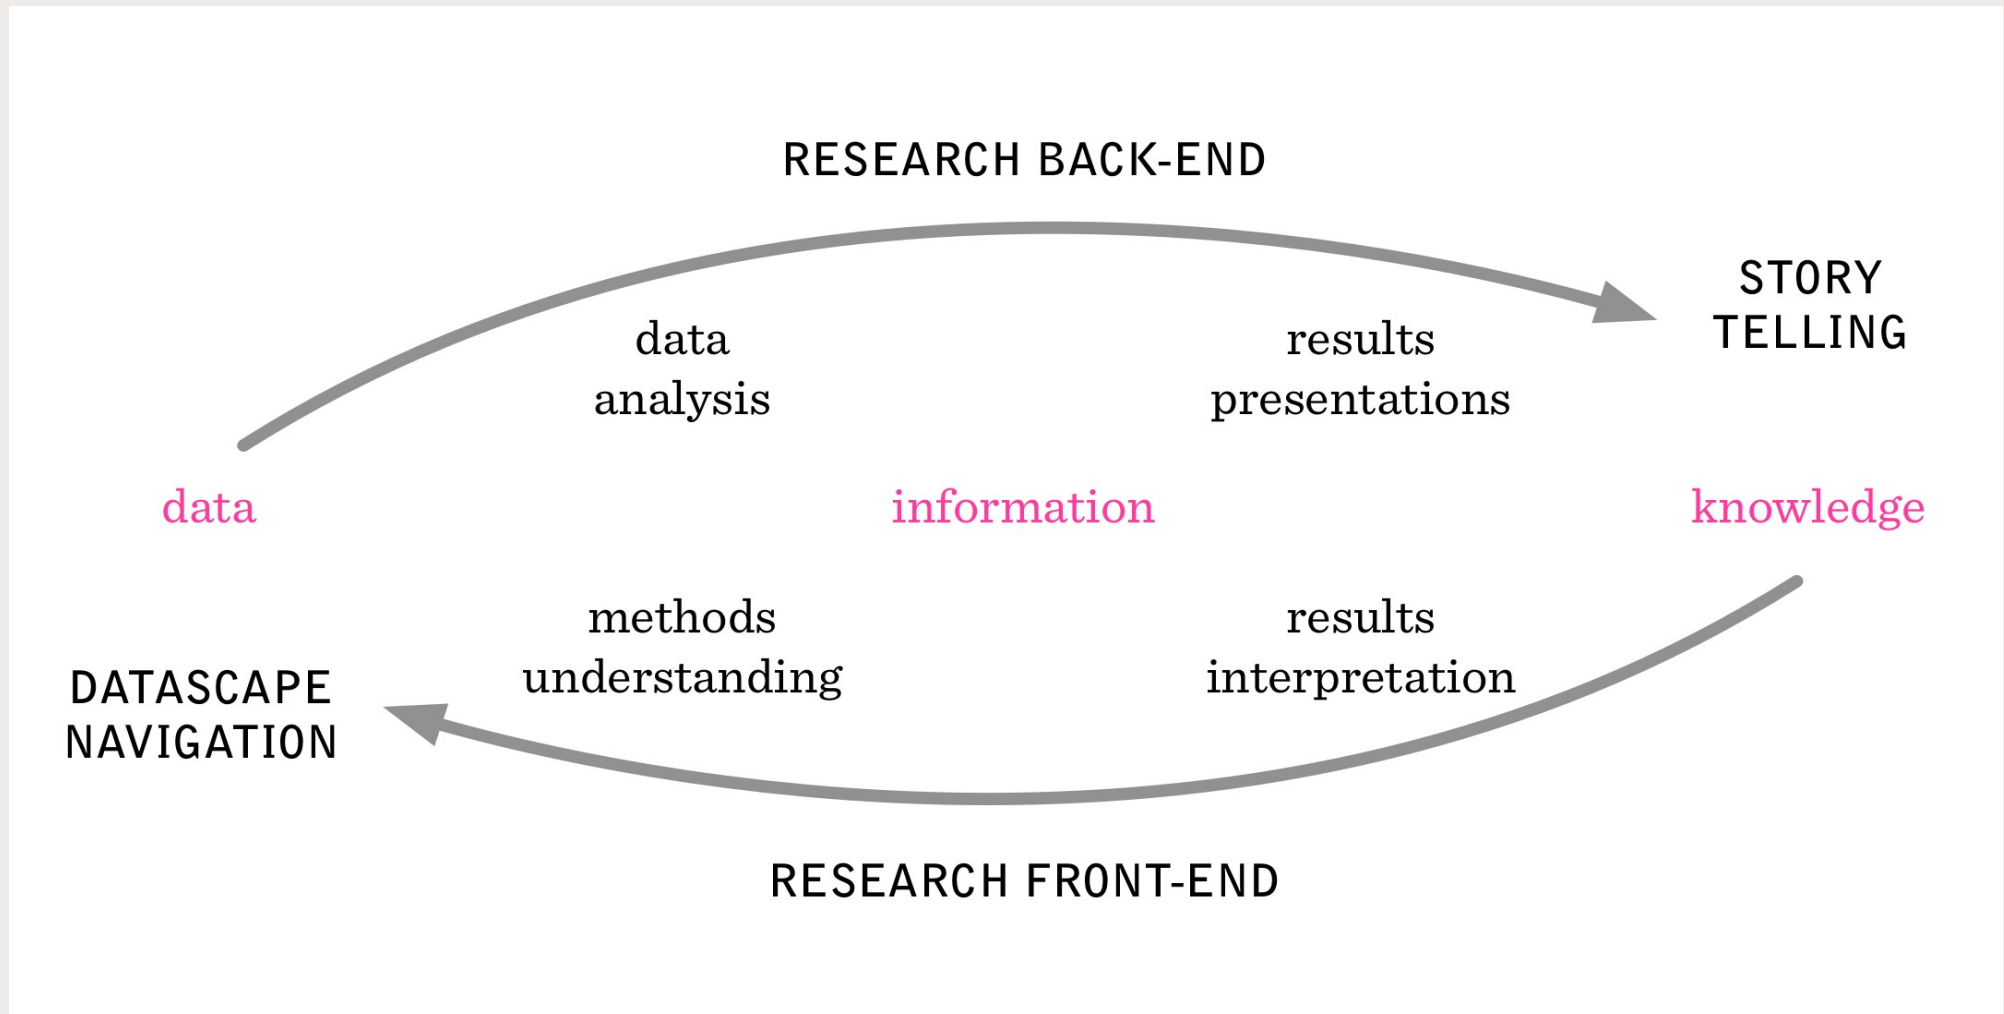 RESEARCH BACK-END
STORY
TELLING
data
analysis
results
presentations
data
information
knowledge
methods
understanding
results
interpretation
DATASCAPE
NAVIGATION
RESEARCH FRONT-END